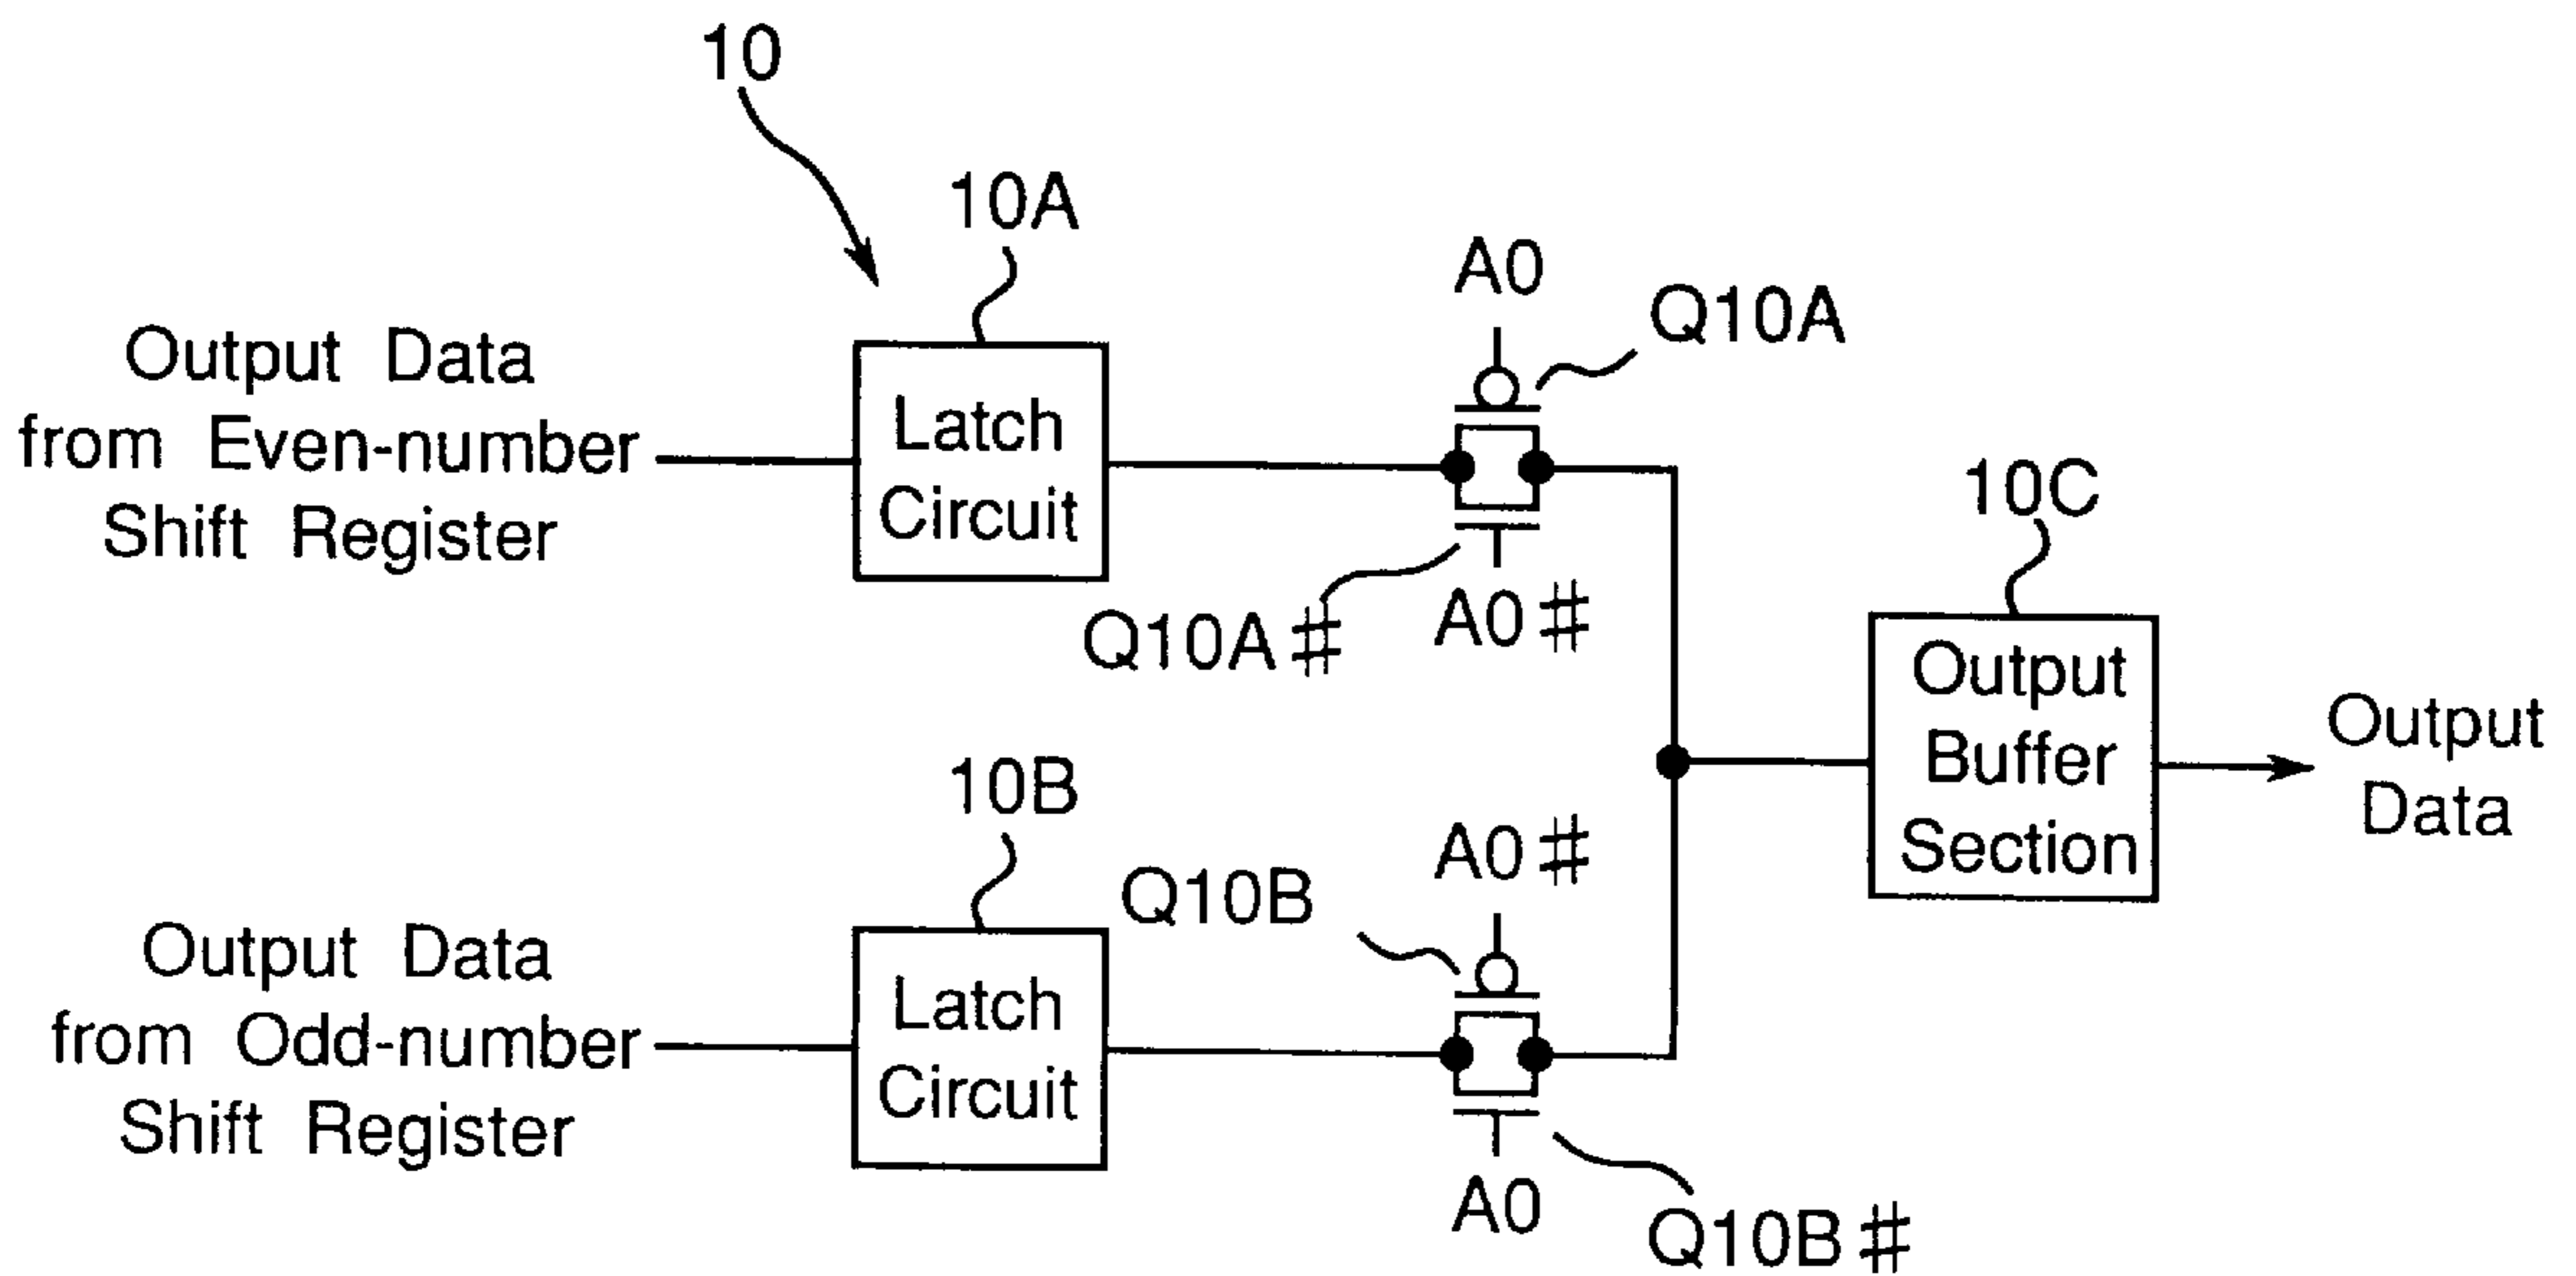 10
10A
A0
Q10A
Output Data
from Even-number
Shift Register
Latch
Circuit
Q10A#
A0#
10C
Output
Buffer
Section
Output
Data
10B
A0#
Q10B
Output Data
from Odd-number
Shift Register
Latch
Circuit
A0
Q10B#